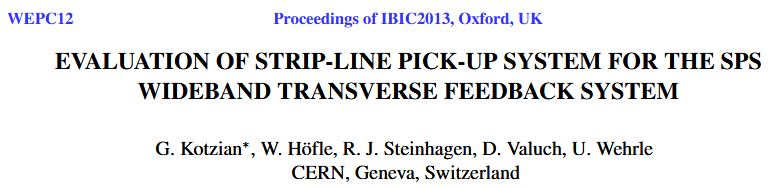 WEPC12 Proceedings of IBIC2013, Oxford, UK
EVALUATION OF STRIP-LINE PICK-UP SYSTEM FOR THE SPS
WIDEBAND TRANSVERSE FEEDBACK SYSTEM
G. Kotzian*, W. Höfle, R. J. Steinhagen, D. Valuch, U. Wehrle
CERN, Geneva, Switzerland